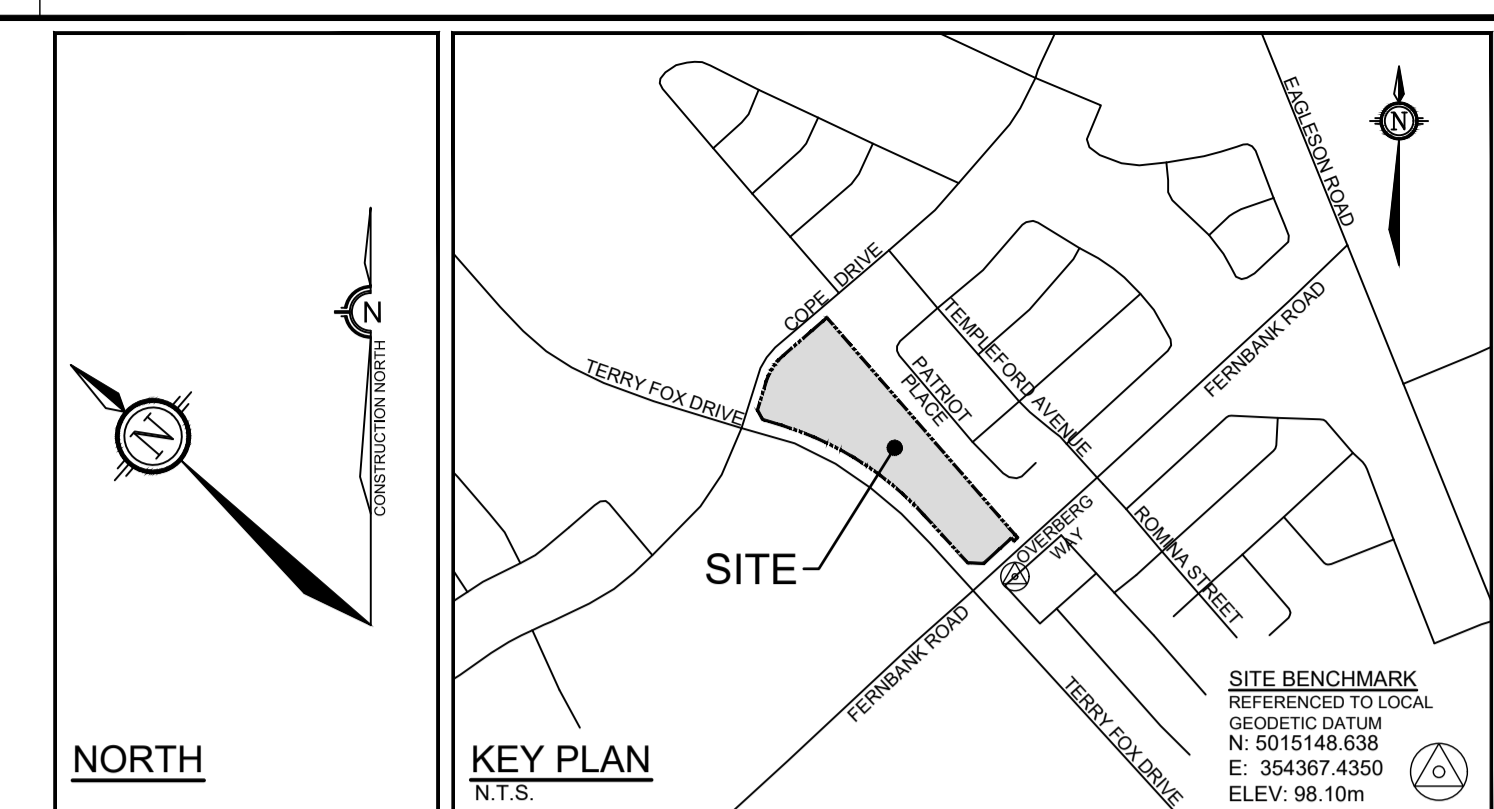 N
CONSTRUCTION NORTH
N
NORTH
EAGLESON ROAD
N
COPE DRIVE
TERRY FOX DRIVE
TEMPLEFORD AVENUE
PATRIOT
PLACE
FERNBANK ROAD
SITE
OVERBERG
WAY
ROMINA STREET
FERNBANK ROAD
TERRY FOX DRIVE
KEY PLAN
N.T.S.
SITE BENCHMARK
REFERENCED TO LOCAL
GEODETIC DATUM
N: 5015148.638
E: 354367.4350
ELEV: 98.10m